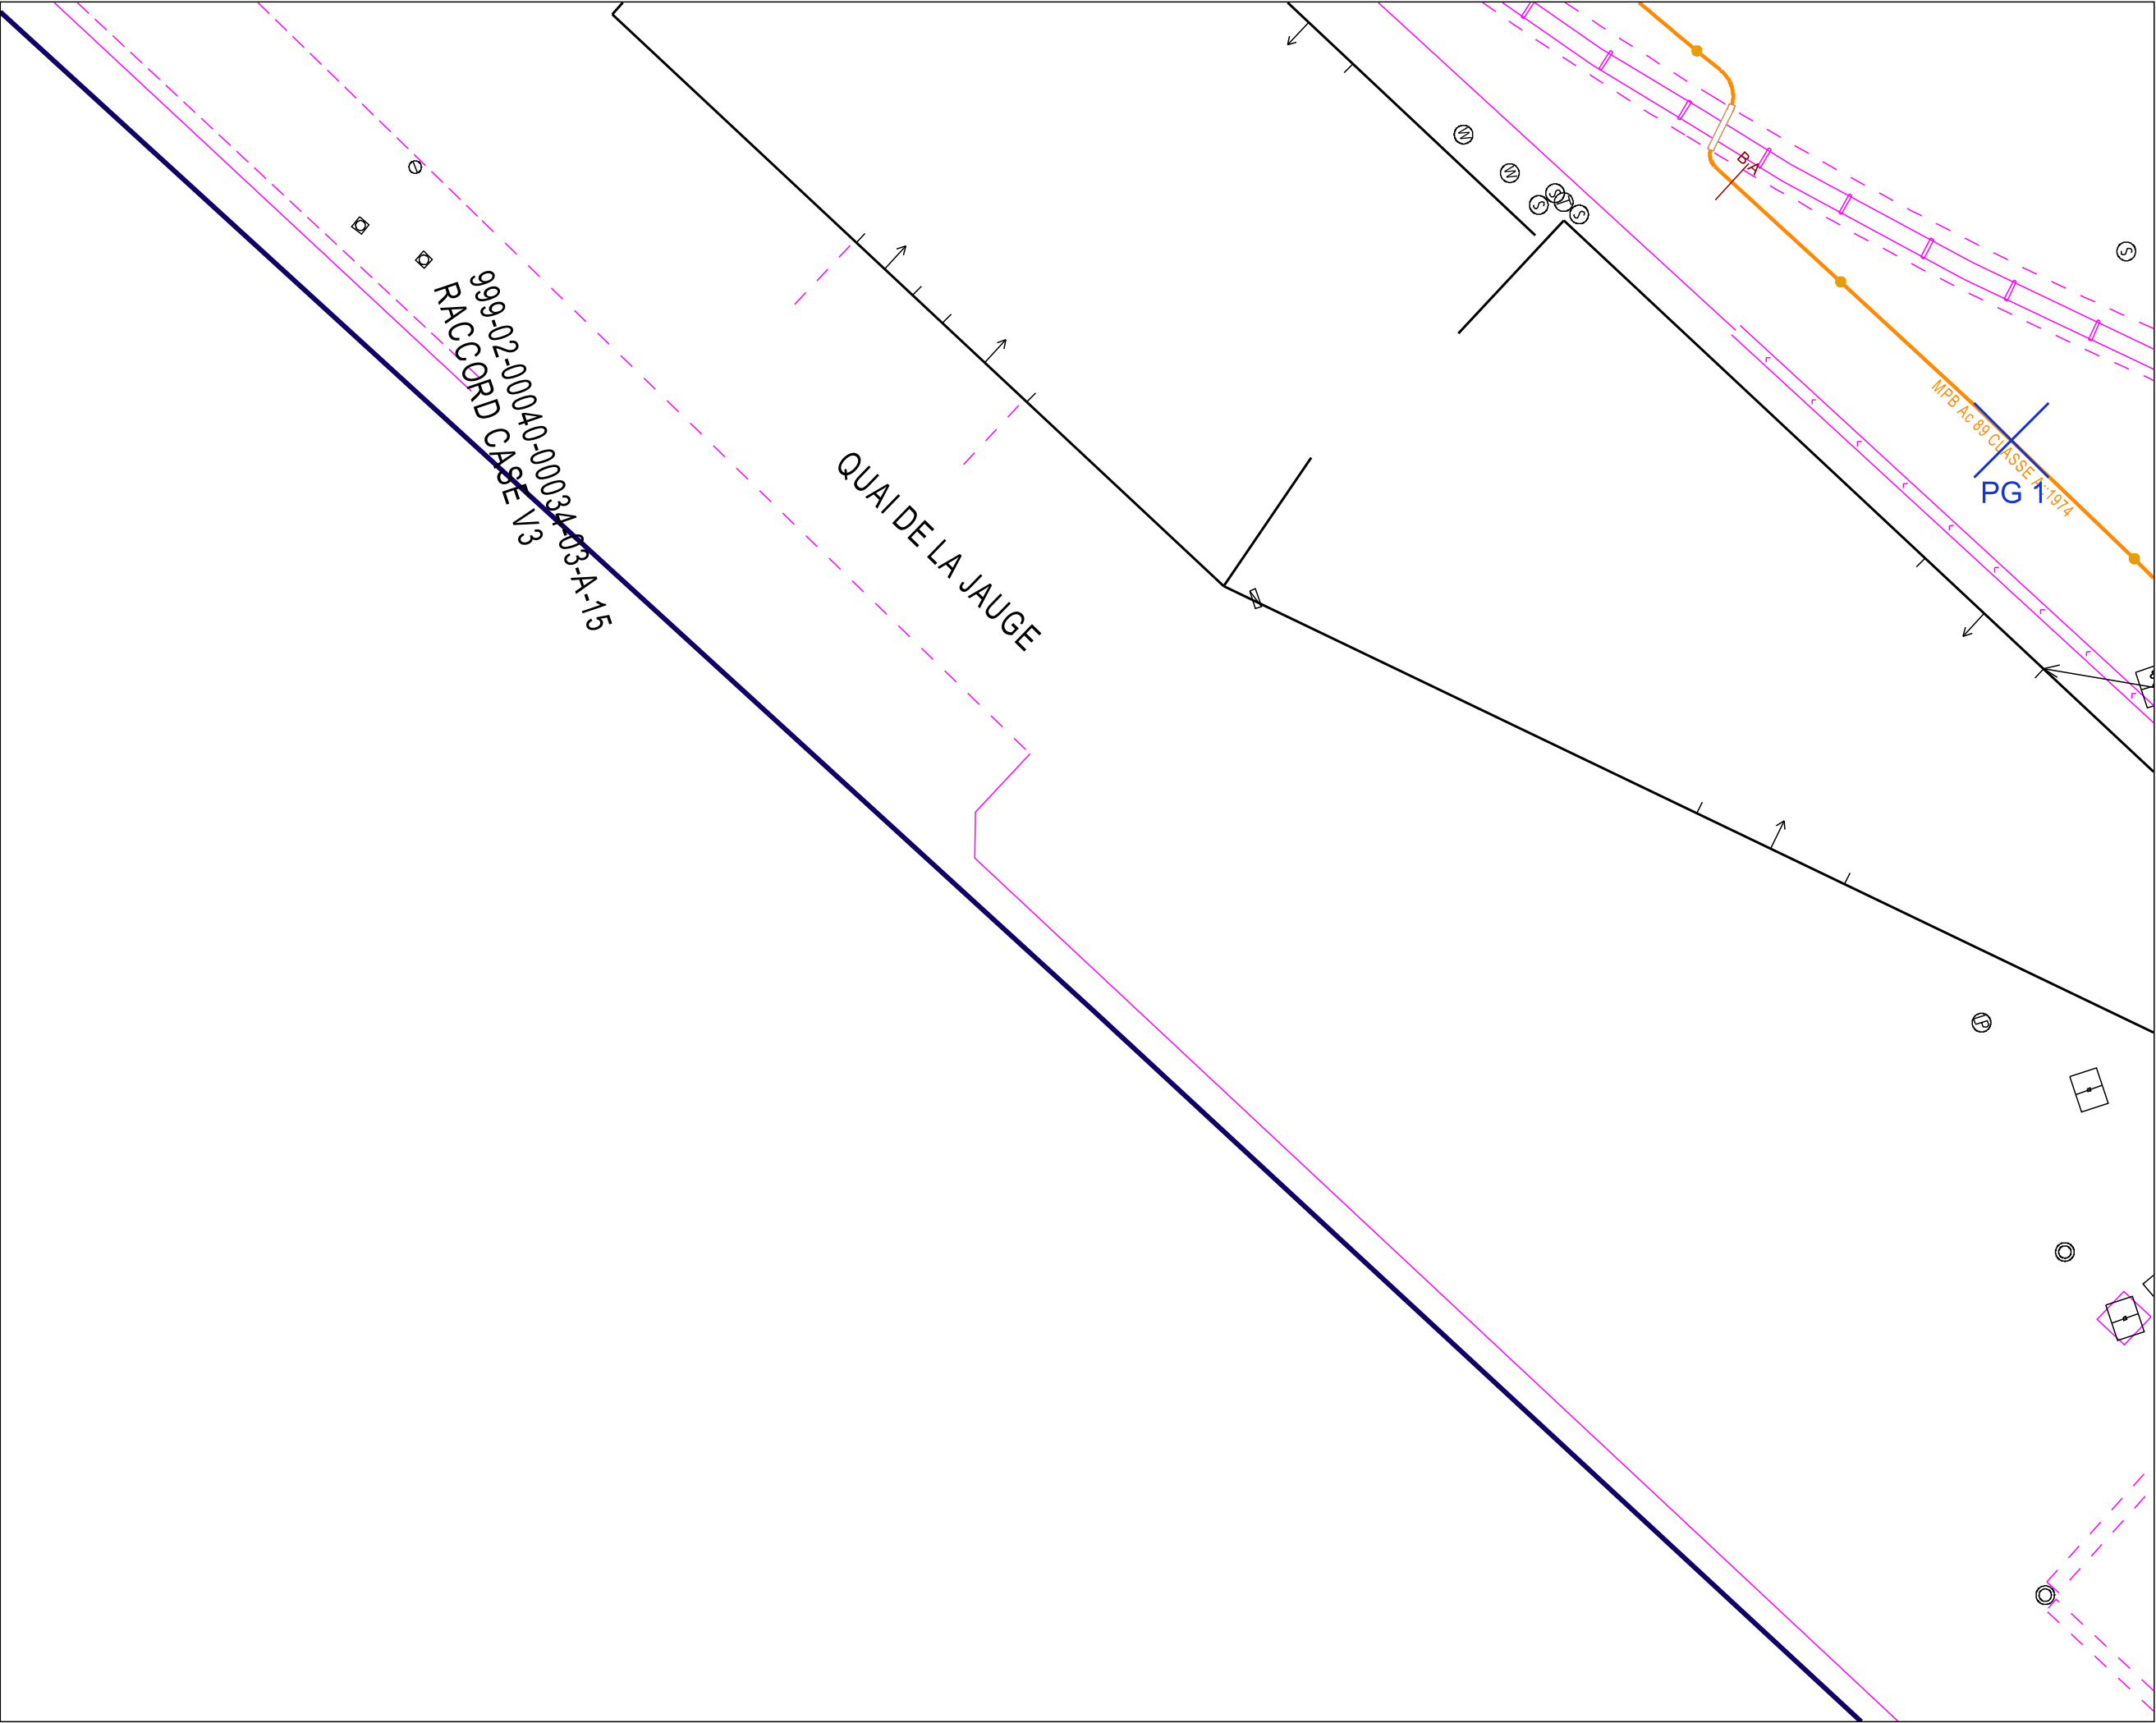 W
W
S
S
S
S
B A
999-02-00040-00034-03-A-15
RACCORD CASE V3
QUAI DE LA JAUGE
MPB Ac 89 CLASSE A::1974
PG 1
P